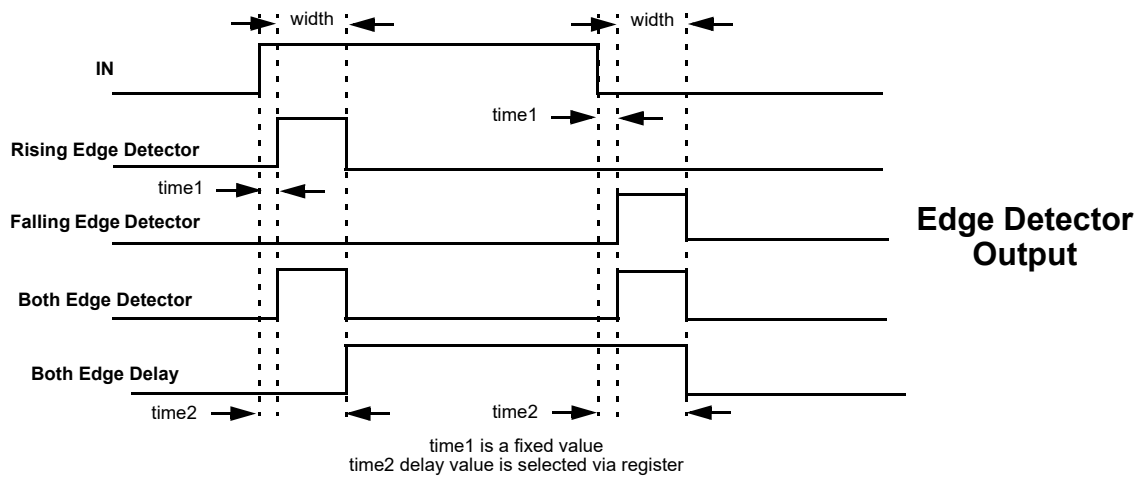 width
width
IN
time1
Rising Edge Detector
time1
Falling Edge Detector
Edge Detector
Output
Both Edge Detector
Both Edge Delay
time2
time2
time1 is a fixed value
time2 delay value is selected via register